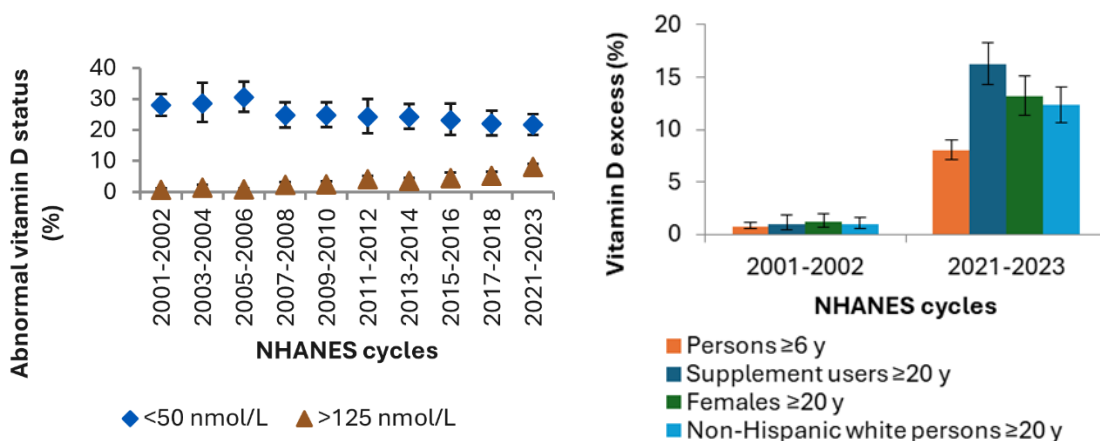 Abnormal vitamin D status
(%)
40
30
20
10
0
2001-2002
2003-2004
2005-2006
2007-2008
2009-2010
2011-2012
2013-2014
2015-2016
2017-2018
2021-2023
NHANES cycles
<50 nmol/L
>125 nmol/L
Vitamin D excess (%)
20
15
10
5
0
2001-2002
2021-2023
NHANES cycles
Persons ≥6 y
Supplement users ≥20 y
Females ≥20 y
Non-Hispanic white persons ≥20 y